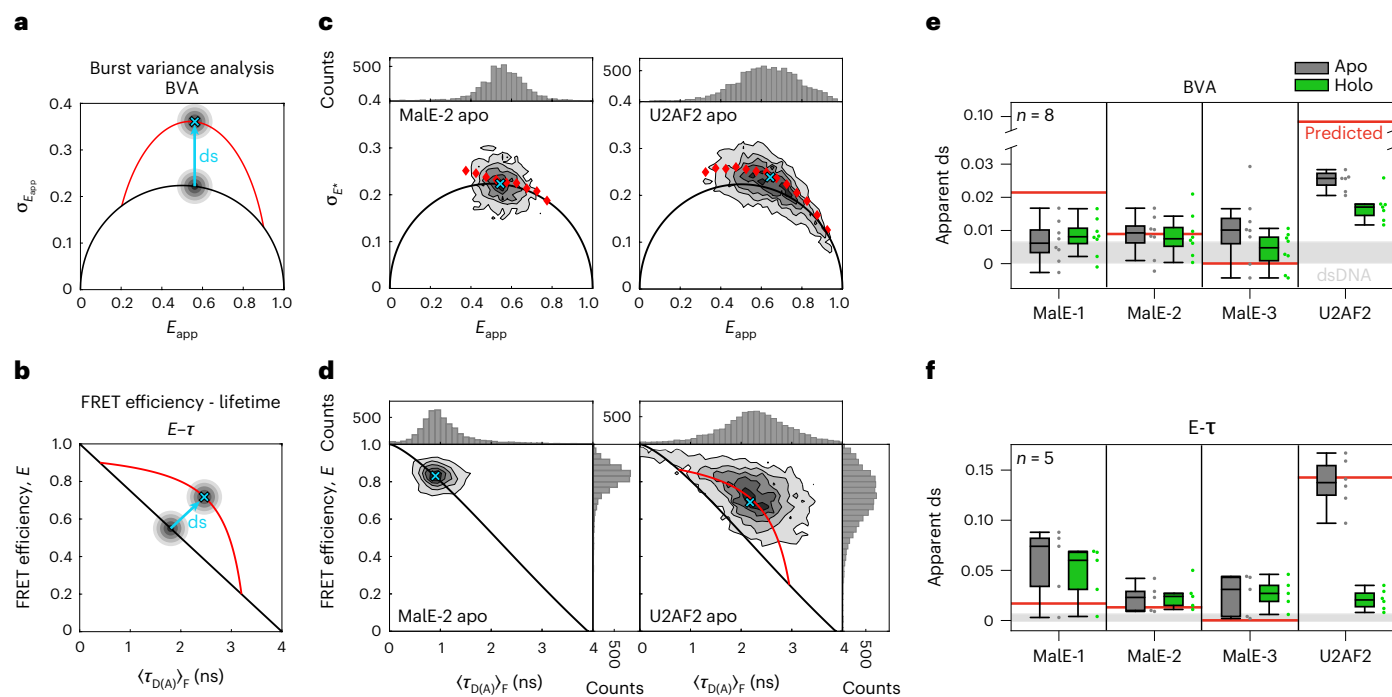 a
Burst variance analysis
BVA
0.4
0.3
0.2
0.1
0
σEapp
ds
0 0.2 0.4 0.6 0.8 1.0
Eapp
b
FRET efficiency - lifetime
E–τ
1.0
0.8
0.6
0.4
0.2
0
FRET efficiency, E
ds
0 1 2 3 4
⟨τD(A)⟩F (ns)
c
Counts
500
500
0.4
0.4
MalE-2 apo
U2AF2 apo
σE*
0.3
0.2
0.1
0
0.3
0.2
0.1
0
0 0.2 0.4 0.6 0.8 1.0
0 0.2 0.4 0.6 0.8 1.0
Eapp
Eapp
d
Counts
500
500
1.0
0.8
0.6
0.4
0.2
0
FRET efficiency, E
MalE-2 apo
U2AF2 apo
0 1 2 3 4
0 1 2 3 4
500
500
⟨τD(A)⟩F (ns)
Counts
⟨τD(A)⟩F (ns)
Counts
e
Apo
Holo
BVA
n = 8
Predicted
dsDNA
Apparent ds
0.10
0.03
0.02
0.01
0
MalE-1 MalE-2 MalE-3 U2AF2
f
E-τ
n = 5
Apparent ds
0.15
0.10
0.05
0
MalE-1 MalE-2 MalE-3 U2AF2